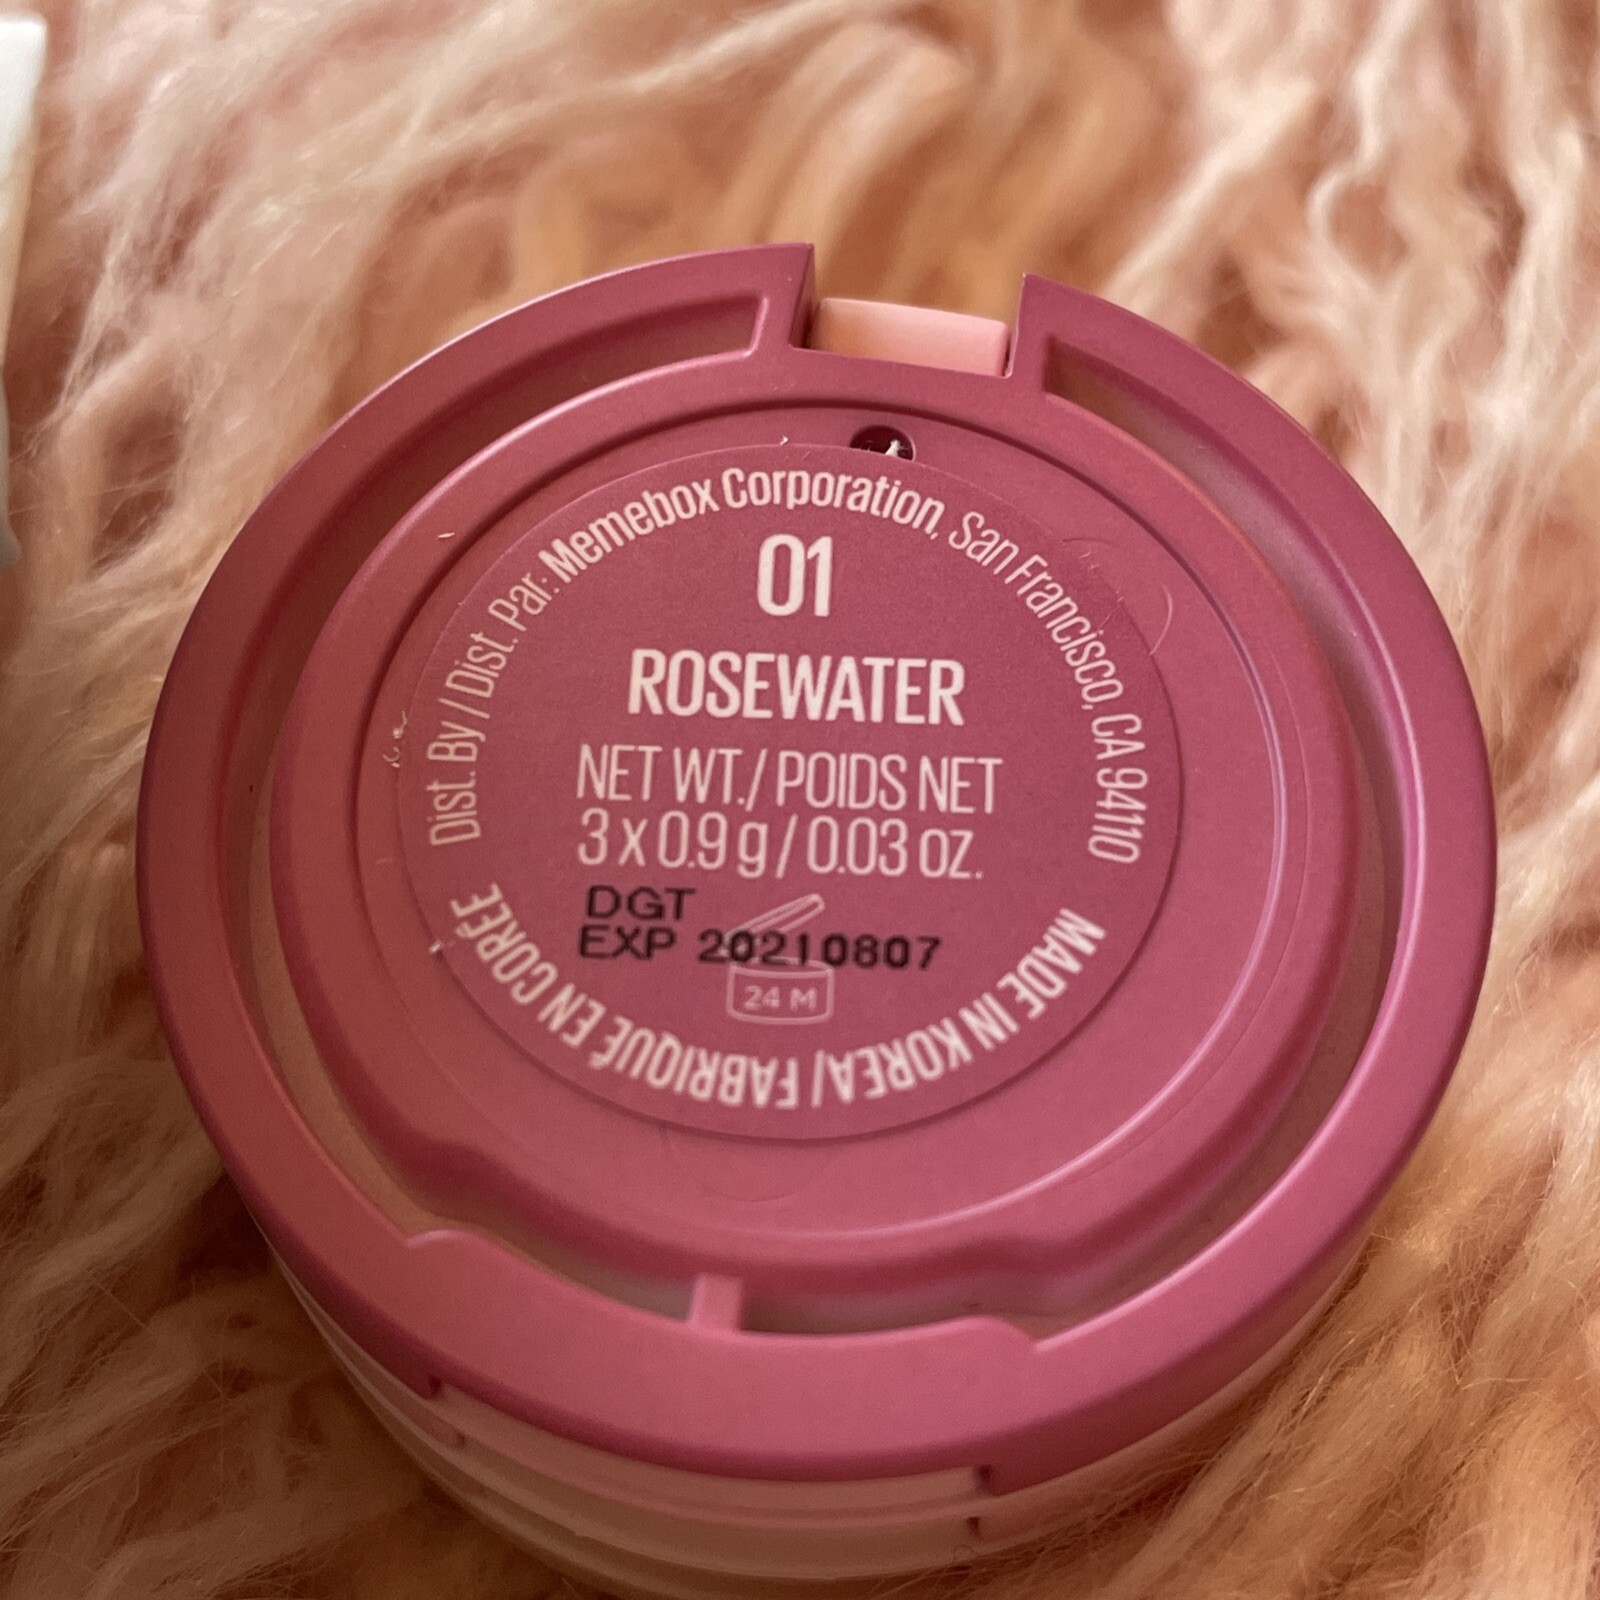 Dist. By / Dist. Par: Memebox Corporation, San Francisco, CA 94110
01
ROSEWATER
NET WT./ POIDS NET
3 x 0.9 g / 0.03 oz.
DGT
EXP 20210807
24 M
MADE IN KOREA/ FABRIQUÉ EN CORÉE